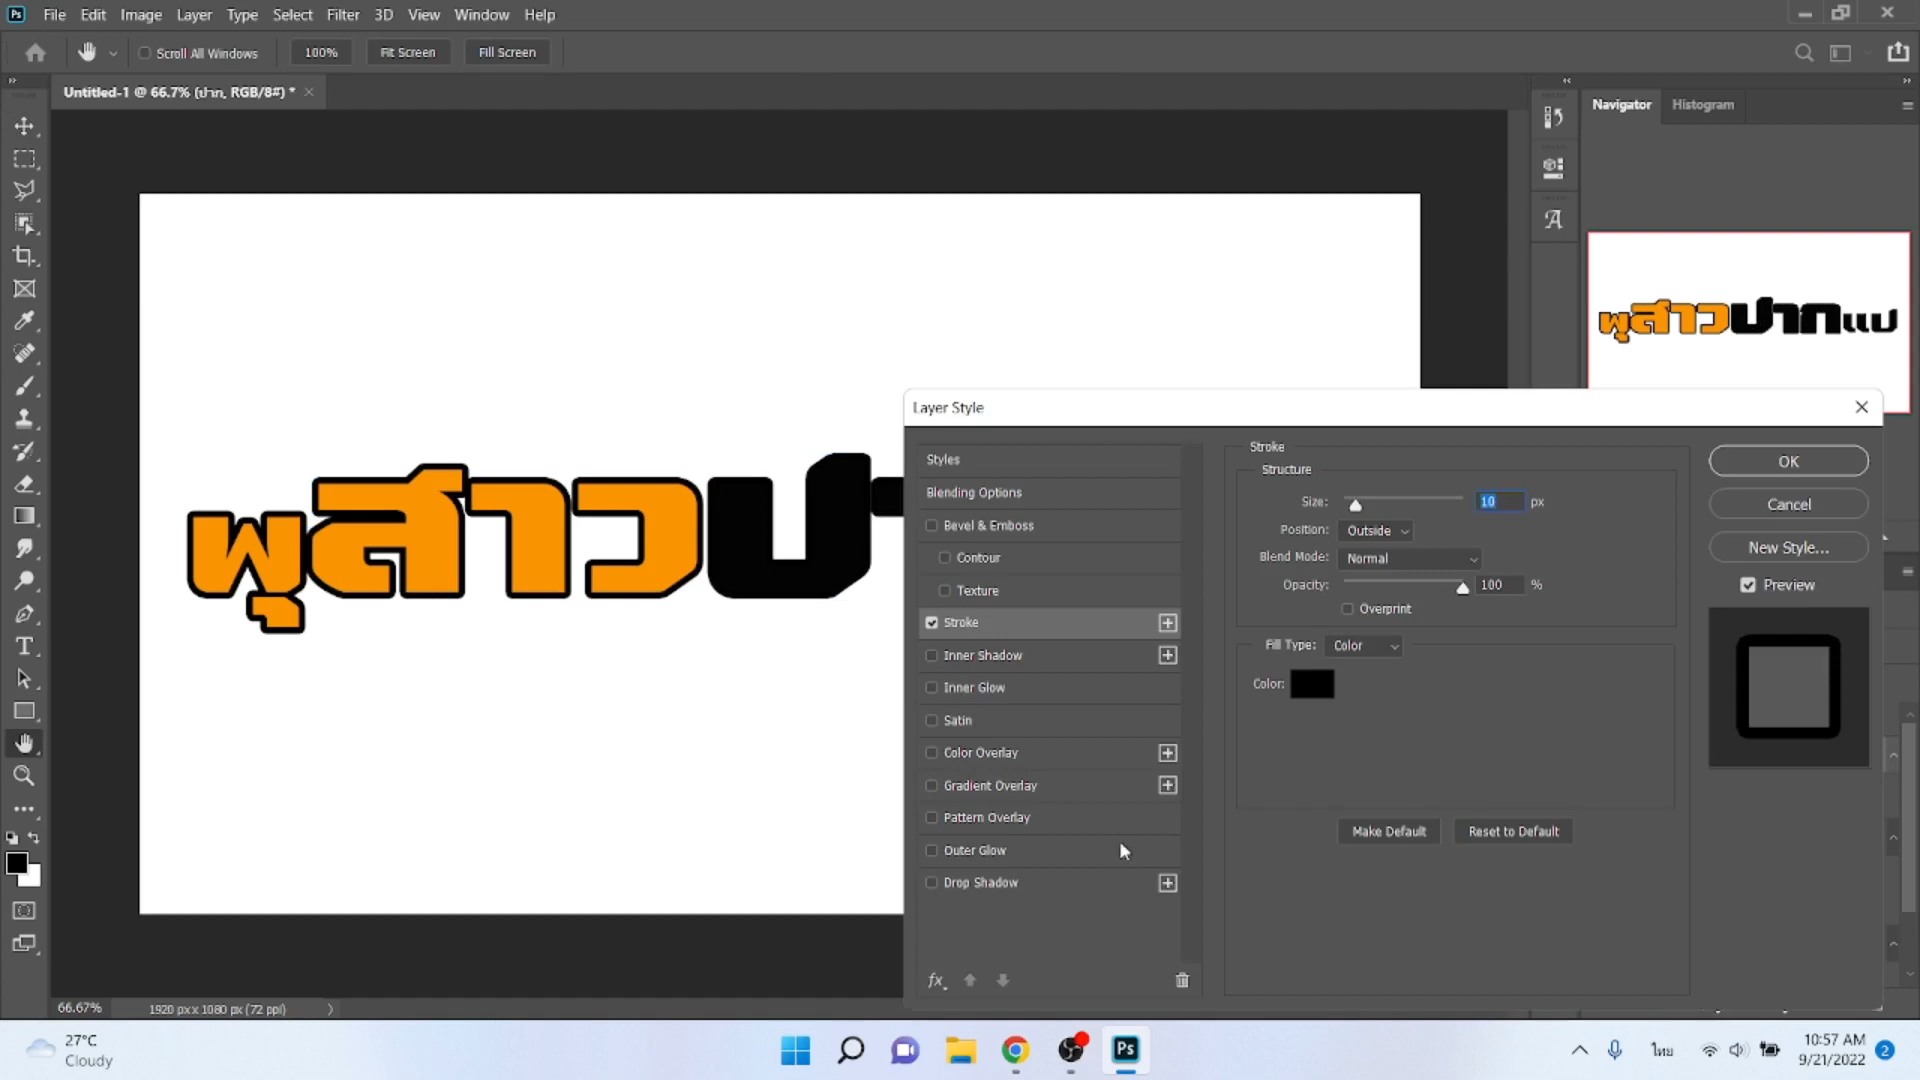 Ps File Edit Image Layer Type Select Filter 3D View Window Help
Scroll All Windows 100% Fit Screen Fill Screen
Untitled-1 @ 66.7% (ปาก, RGB/8#) *
Navigator Histogram
ผูสาวปากแป
ผูสาวป
Layer Style
Styles
Blending Options
Bevel & Emboss
Contour
Texture
Stroke
Inner Shadow
Inner Glow
Satin
Color Overlay
Gradient Overlay
Pattern Overlay
Outer Glow
Drop Shadow
fx
Stroke
Structure
Size: 10 px
Position: Outside
Blend Mode: Normal
Opacity: 100 %
Overprint
Fill Type: Color
Color:
Make Default Reset to Default
OK
Cancel
New Style...
Preview
66.67% 1920 px x 1080 px (72 ppi)
27°C
Cloudy
Ps
ไทย
10:57 AM
9/21/2022
2